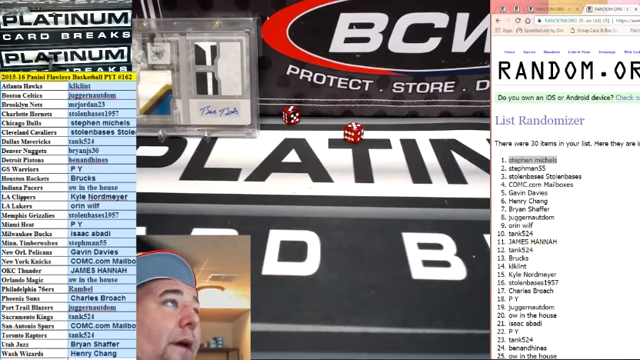 PLATINUM
CARD BREAKS
PLATINUM
2015-16 Panini Flawless Basketball PYT #162
Atlanta Hawks klklint
Boston Celtics juggernautdom
Brooklyn Nets mrjordan23
Charlotte Hornets stolenbases1957
Chicago Bulls stephen michels
Cleveland Cavaliers stolenbases Stole
Dallas Mavericks tank524
Denver Nuggets bryanjs30
Detroit Pistons benandhines
GS Warriors P Y
Houston Rockets Brucks
Indiana Pacers ow in the house
LA Clippers Kyle Nordmeyer
LA Lakers orin wilf
Memphis Grizzlies stolenbases1957
Miami Heat P Y
Milwaukee Bucks isaac abadi
Minn. Timberwolves stephman55
New Orl. Pelicans Gavin Davies
New York Knicks COMC.com Mailbo
OKC Thunder JAMES HANNAH
Orlando Magic ow in the house
Philadelphia 76ers Rambel
Phoenix Suns Charles Broach
Port Trail Blazers juggernautdom
Sacramento Kings tank524
San Antonio Spurs COMC.com Mailbo
Toronto Raptors tank524
Utah Jazz Bryan Shaffer
Wash Wizards Henry Chang
BCW
PROTECT . STORE . D
PLATIN
CARD B
RANDOM.OR
Do you own an iOS or Android device? Check o
List Randomizer
There were 30 items in your list. Here they are i
1. stephen michels
2. stephman55
3. stolenbases Stolenbases
4. COMC.com Mailboxes
5. Gavin Davies
6. Henry Chang
7. Bryan Shaffer
8. juggernautdom
9. orin wilf
10. tank524
11. JAMES HANNAH
12. tank524
13. Brucks
14. klklint
15. Kyle Nordmeyer
16. stolenbases1957
17. Charles Broach
18. P Y
19. juggernautdom
20. ow in the house
21. isaac abadi
22. P Y
23. tank524
24. benandhines
25. ow in the house